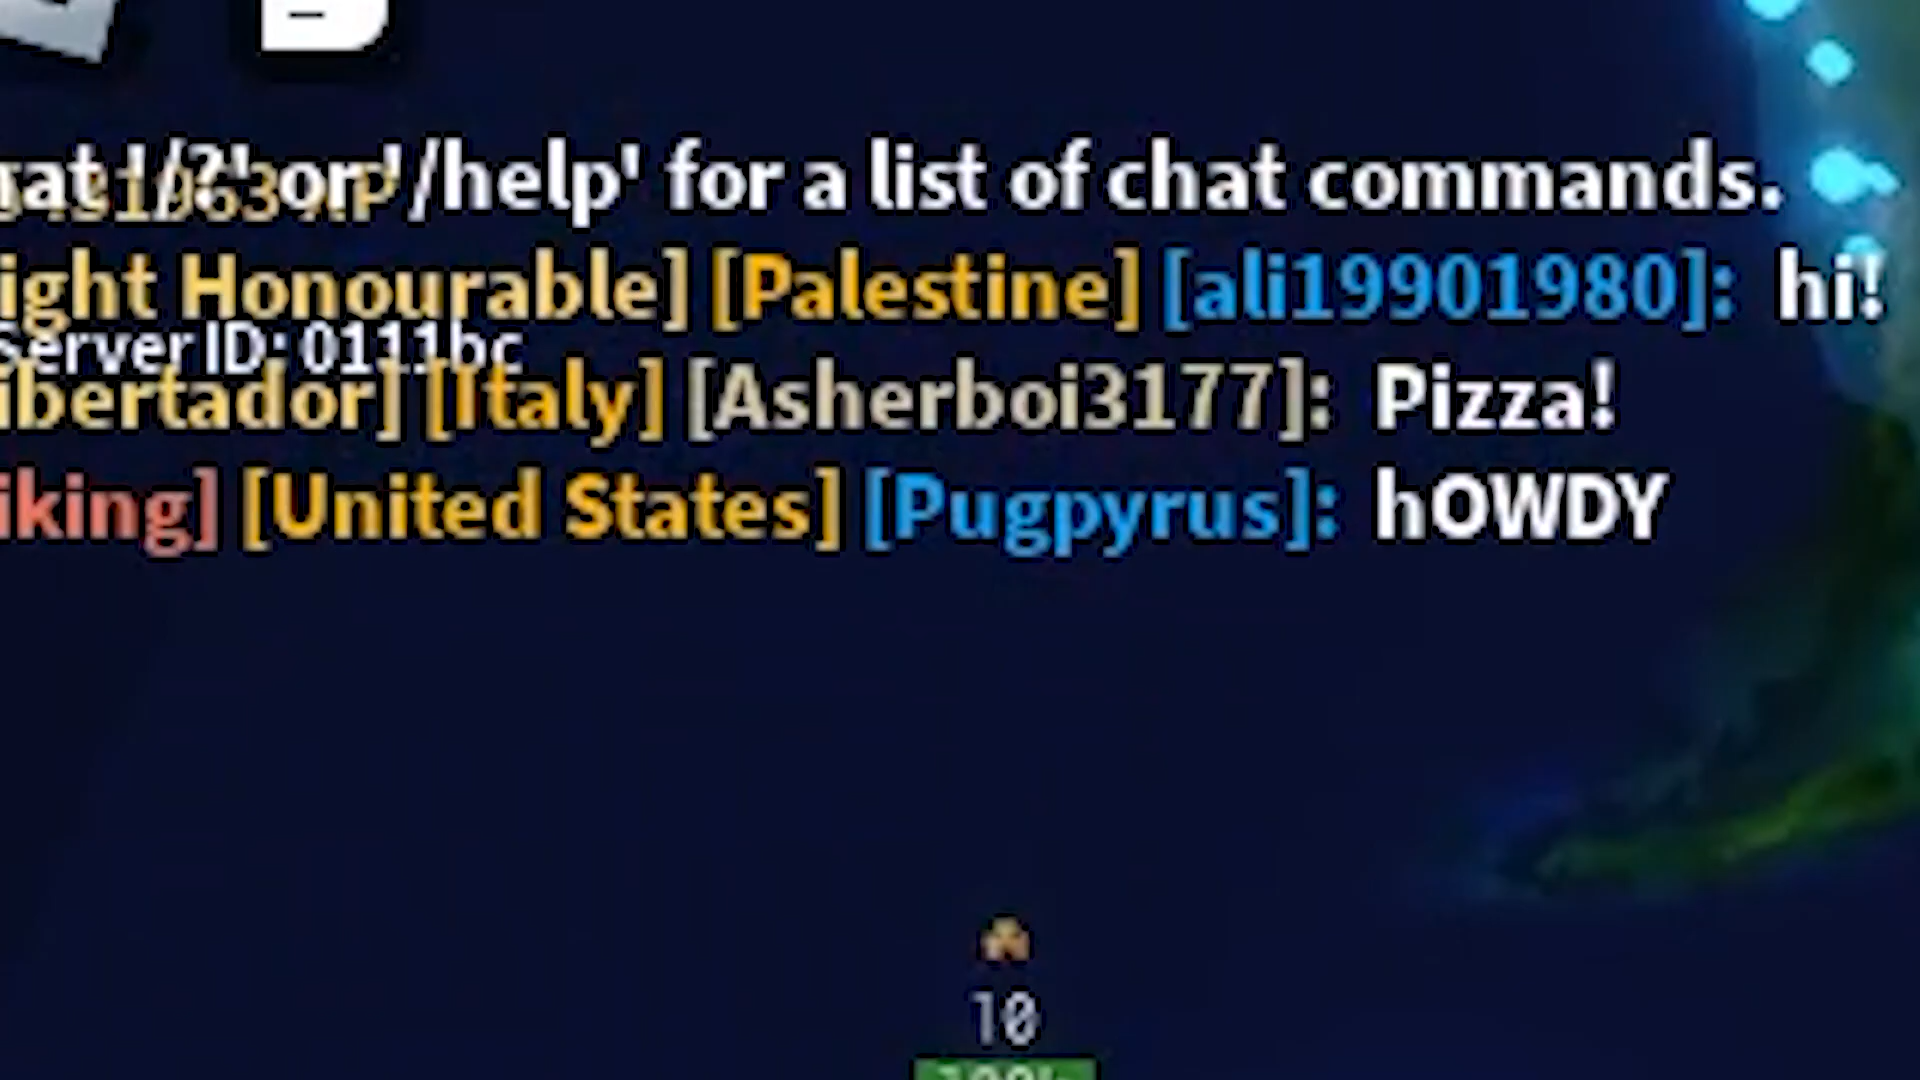 '/?' or '/help' for a list of chat commands.
ight Honourable] [Palestine] [ali19901980]: hi!
Server ID: 0111bc
ibertador] [Italy] [Asherboi3177]: Pizza!
iking] [United States] [Pugpyrus]: hOWDY
10